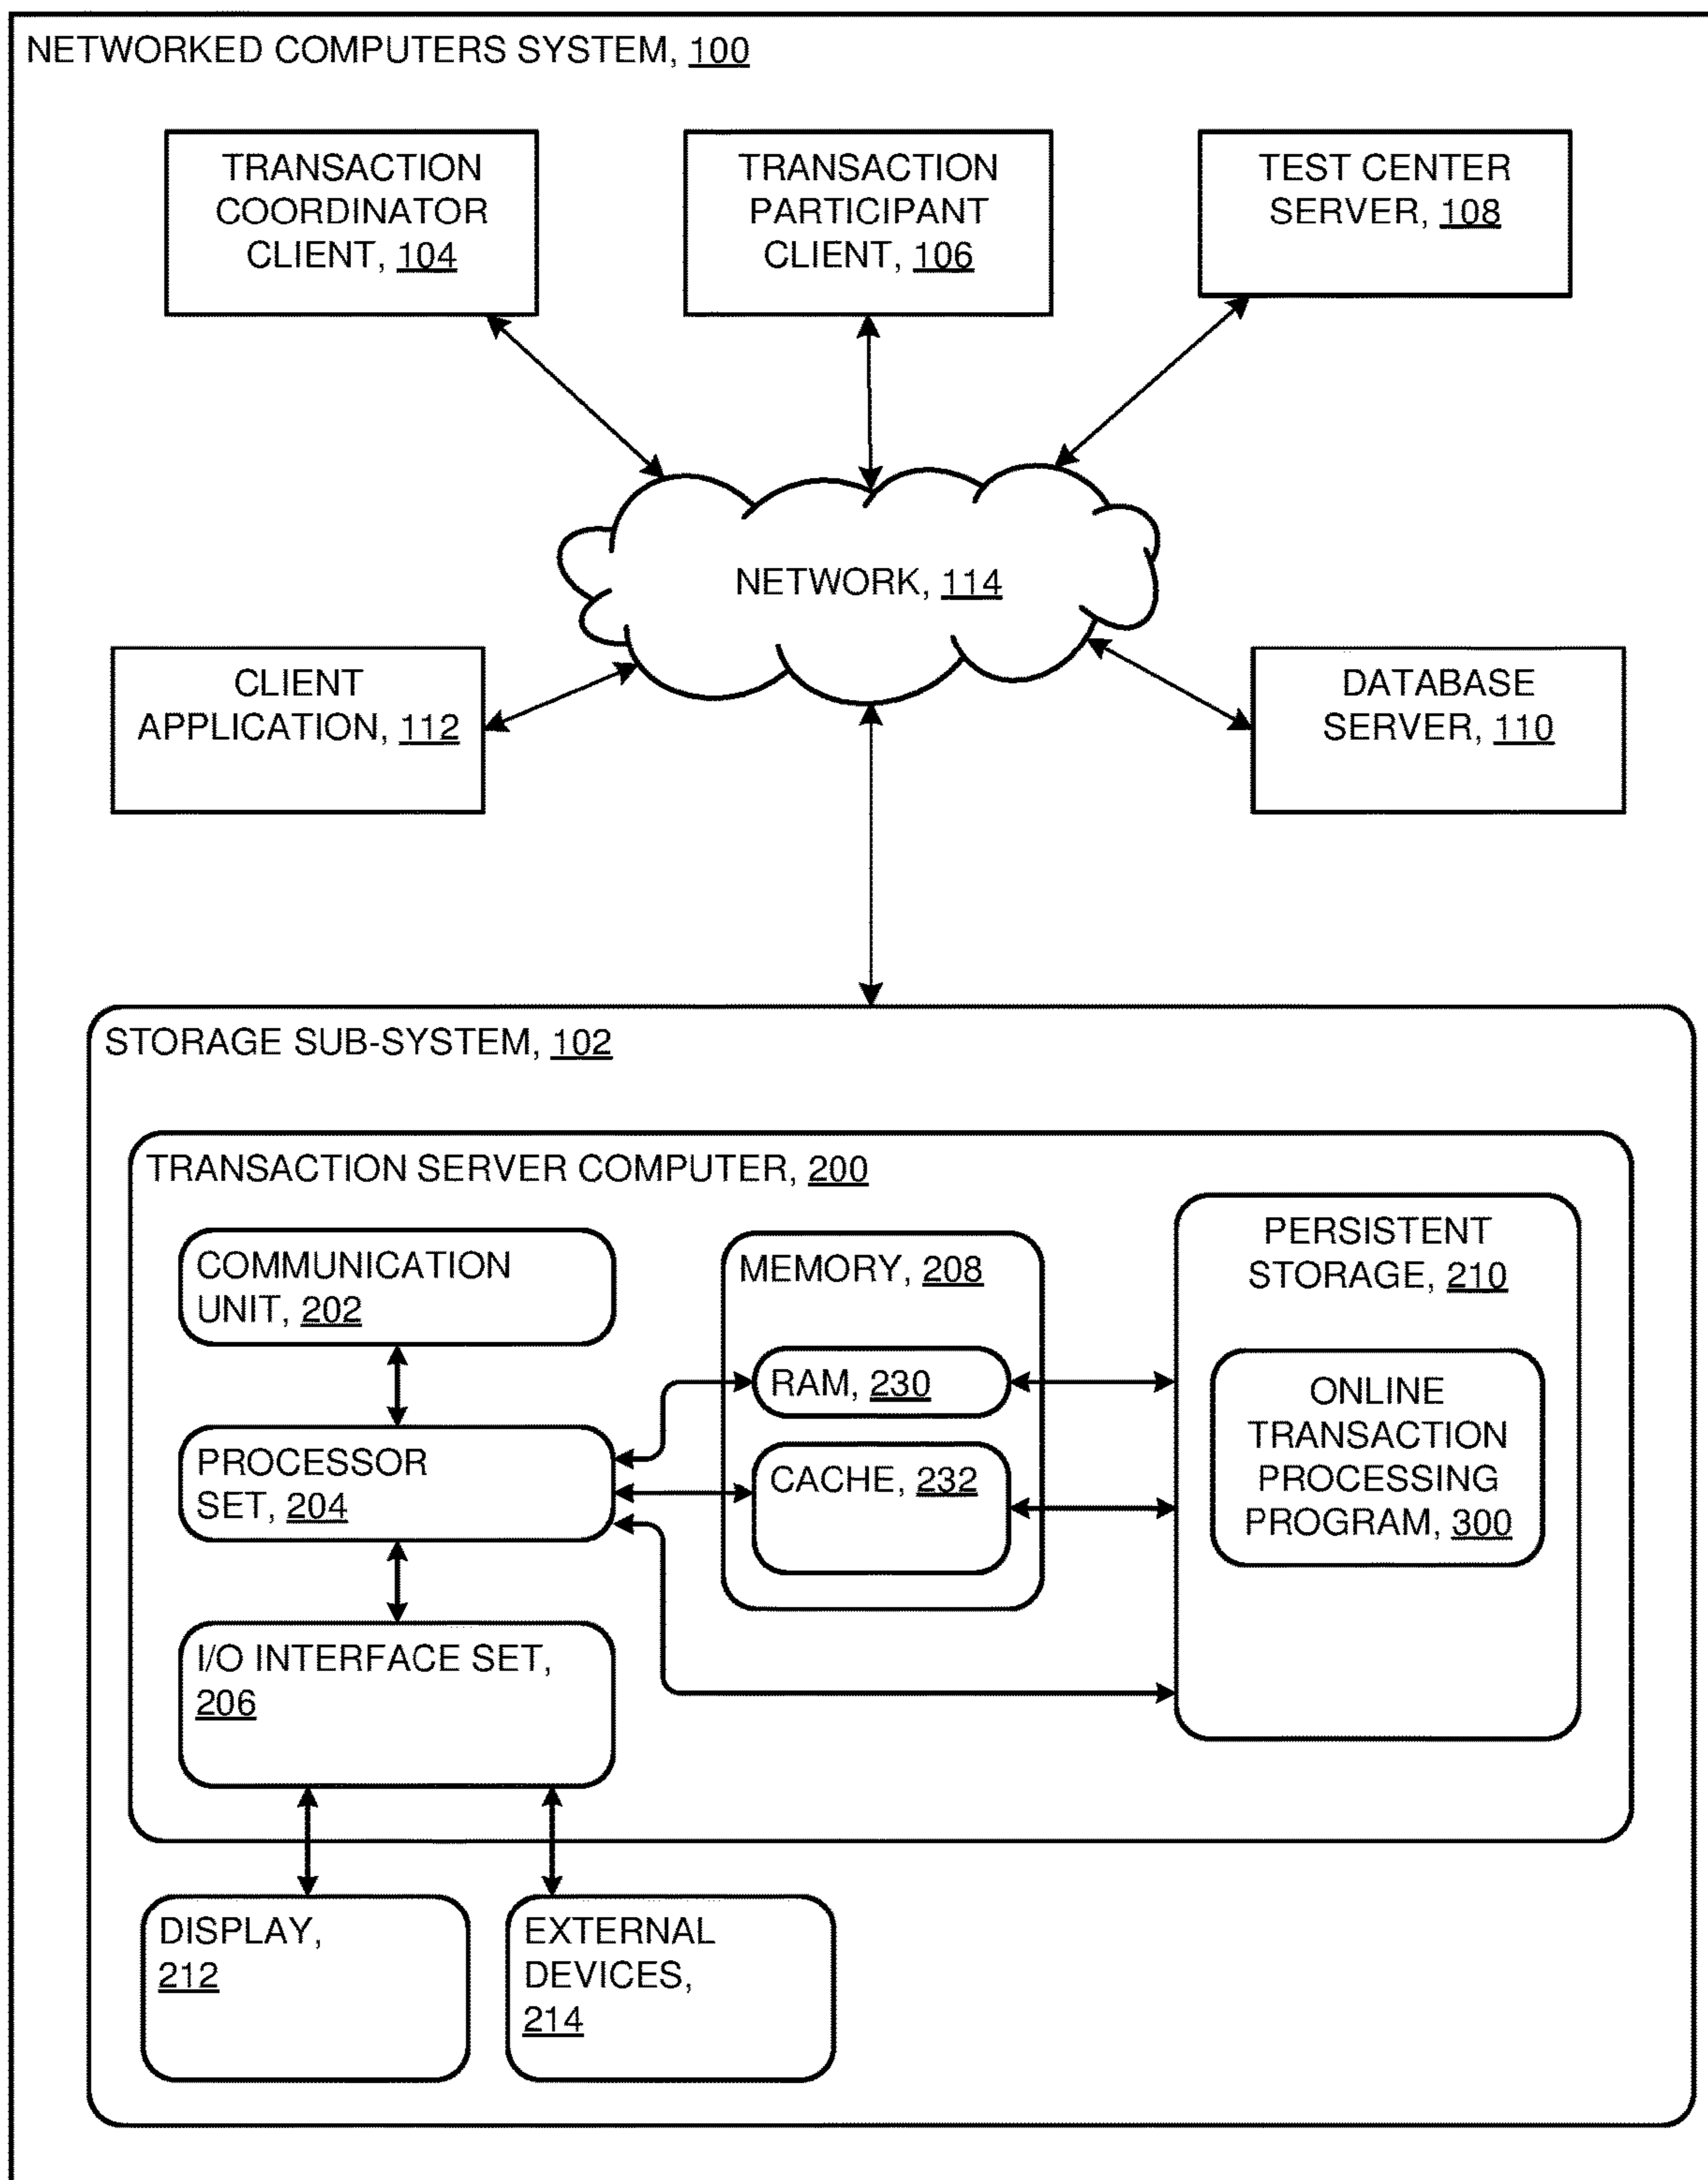 NETWORKED COMPUTERS SYSTEM, 100
TRANSACTION
COORDINATOR
CLIENT, 104
TRANSACTION
PARTICIPANT
CLIENT, 106
TEST CENTER
SERVER, 108
NETWORK, 114
CLIENT
APPLICATION, 112
DATABASE
SERVER, 110
STORAGE SUB-SYSTEM, 102
TRANSACTION SERVER COMPUTER, 200
COMMUNICATION
UNIT, 202
PROCESSOR
SET, 204
I/O INTERFACE SET,
206
MEMORY, 208
RAM, 230
CACHE, 232
PERSISTENT
STORAGE, 210
ONLINE
TRANSACTION
PROCESSING
PROGRAM, 300
DISPLAY,
212
EXTERNAL
DEVICES,
214